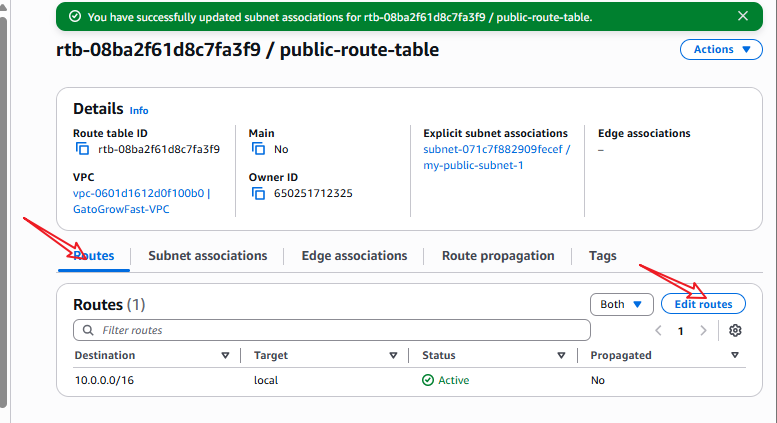 You have successfully updated subnet associations for rtb-08ba2f61d8c7fa3f9 / public-route-table.
rtb-08ba2f61d8c7fa3f9 / public-route-table
Actions
Details Info
Route table ID
rtb-08ba2f61d8c7fa3f9
Main
No
Explicit subnet associations
subnet-071c7f882909fecef /
my-public-subnet-1
Edge associations
–
VPC
vpc-0601d1612d0f100b0 |
GatoGrowFast-VPC
Owner ID
650251712325
Routes Subnet associations Edge associations Route propagation Tags
Routes (1)
Both
Edit routes
Filter routes
1
Destination Target Status Propagated
10.0.0.0/16 local Active No